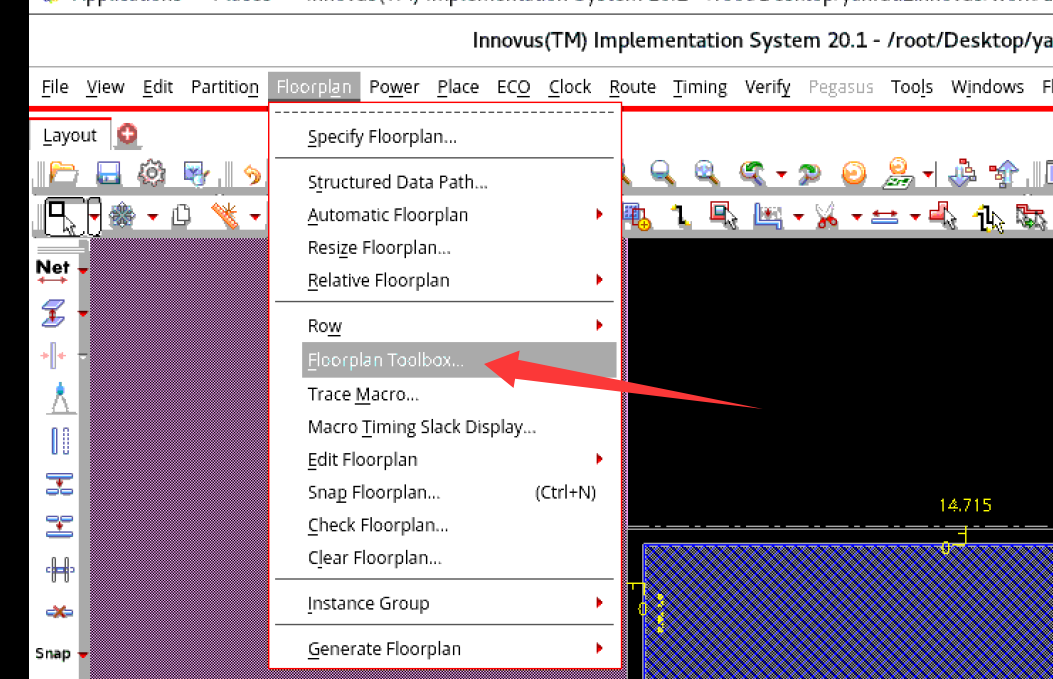 Innovus(TM) Implementation System 20.1 - /root/Desktop/ya
File View Edit Partition Floorplan Power Place ECO Clock Route Timing Verify Pegasus Tools Windows Fl
Layout
Specify Floorplan...
Structured Data Path...
Automatic Floorplan
Resize Floorplan...
Relative Floorplan
Row
Floorplan Toolbox...
Trace Macro...
Macro Timing Slack Display...
Edit Floorplan
Snap Floorplan... (Ctrl+N)
Check Floorplan...
Clear Floorplan...
Instance Group
Generate Floorplan
Net
Snap
14.715
0
0